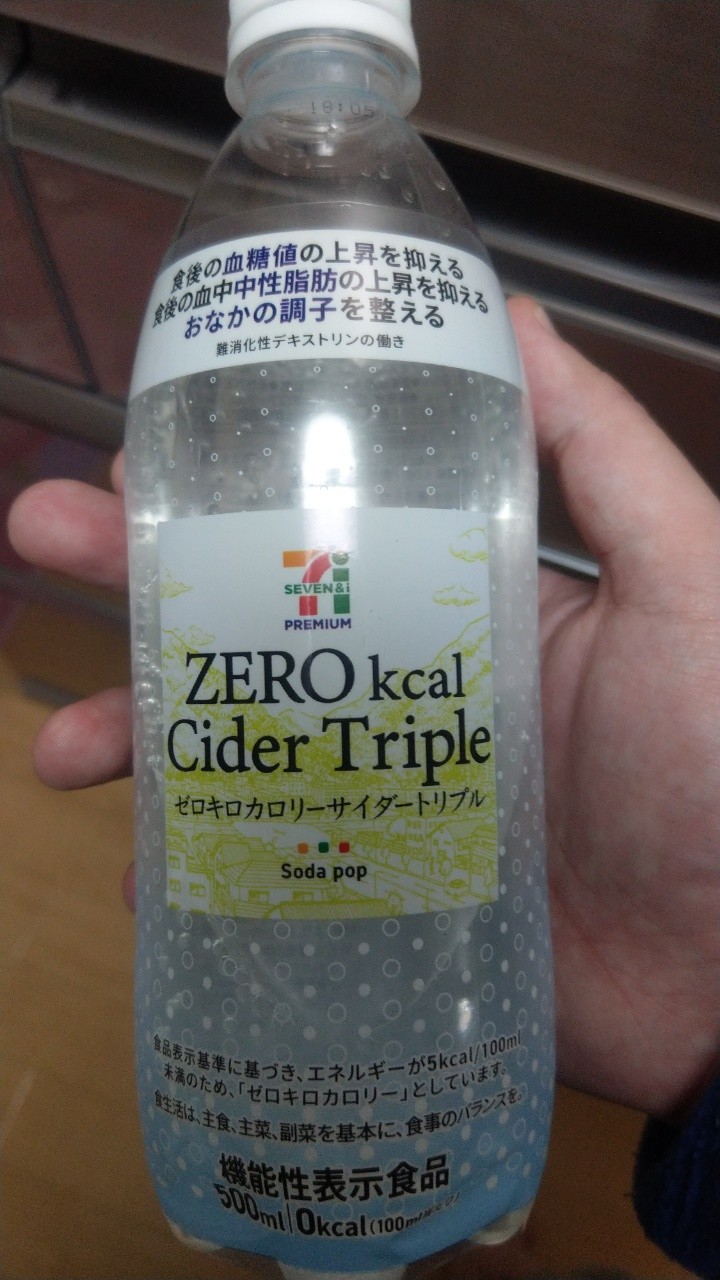 18:05
食後の血糖値の上昇を抑える
食後の血中中性脂肪の上昇を抑える
おなかの調子を整える
難消化性デキストリンの働き
SEVEN&i
PREMIUM
ZERO kcal
Cider Triple
ゼロキロカロリーサイダートリプル
Soda pop
食品表示基準に基づき、エネルギーが5kcal/100ml
未満のため、「ゼロキロカロリー」としています。
食生活は、主食、主菜、副菜を基本に、食事のバランスを。
機能性表示食品
500ml 0kcal(100ml